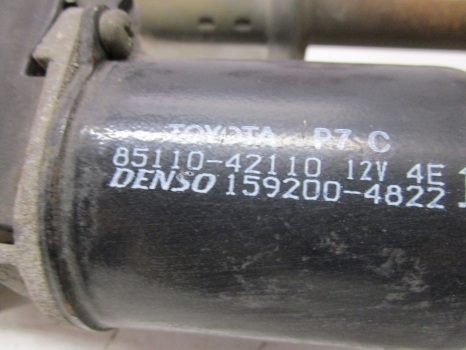 TOYOTA P7 C
85110-42110 12V 4E
DENSO 159200-4822